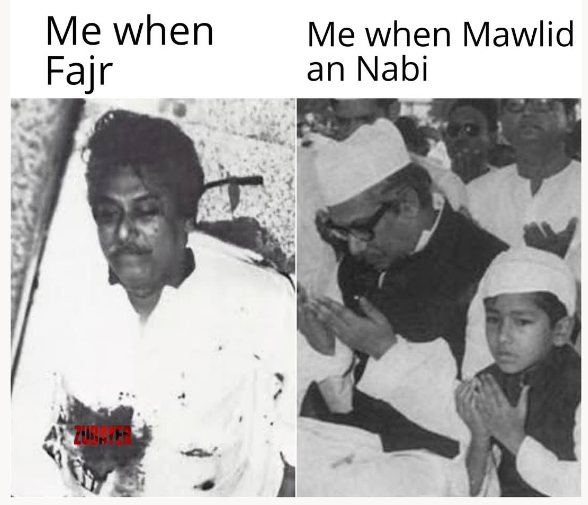 Me when
Fajr
Me when Mawlid
an Nabi
ZUBAYER